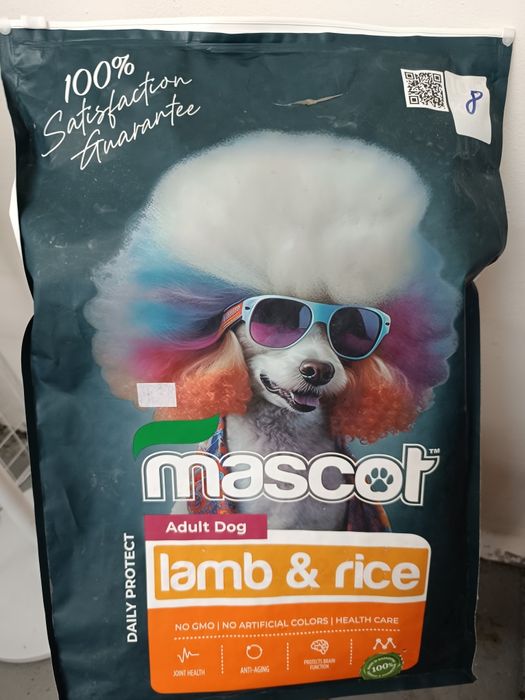 100%
Satisfaction
Guarantee
8
mascot™
Adult Dog
lamb & rice
DAILY PROTECT
NO GMO | NO ARTIFICIAL COLORS | HEALTH CARE
JOINT HEALTH
ANTI-AGING
PROTECTS BRAIN
FUNCTION
100%